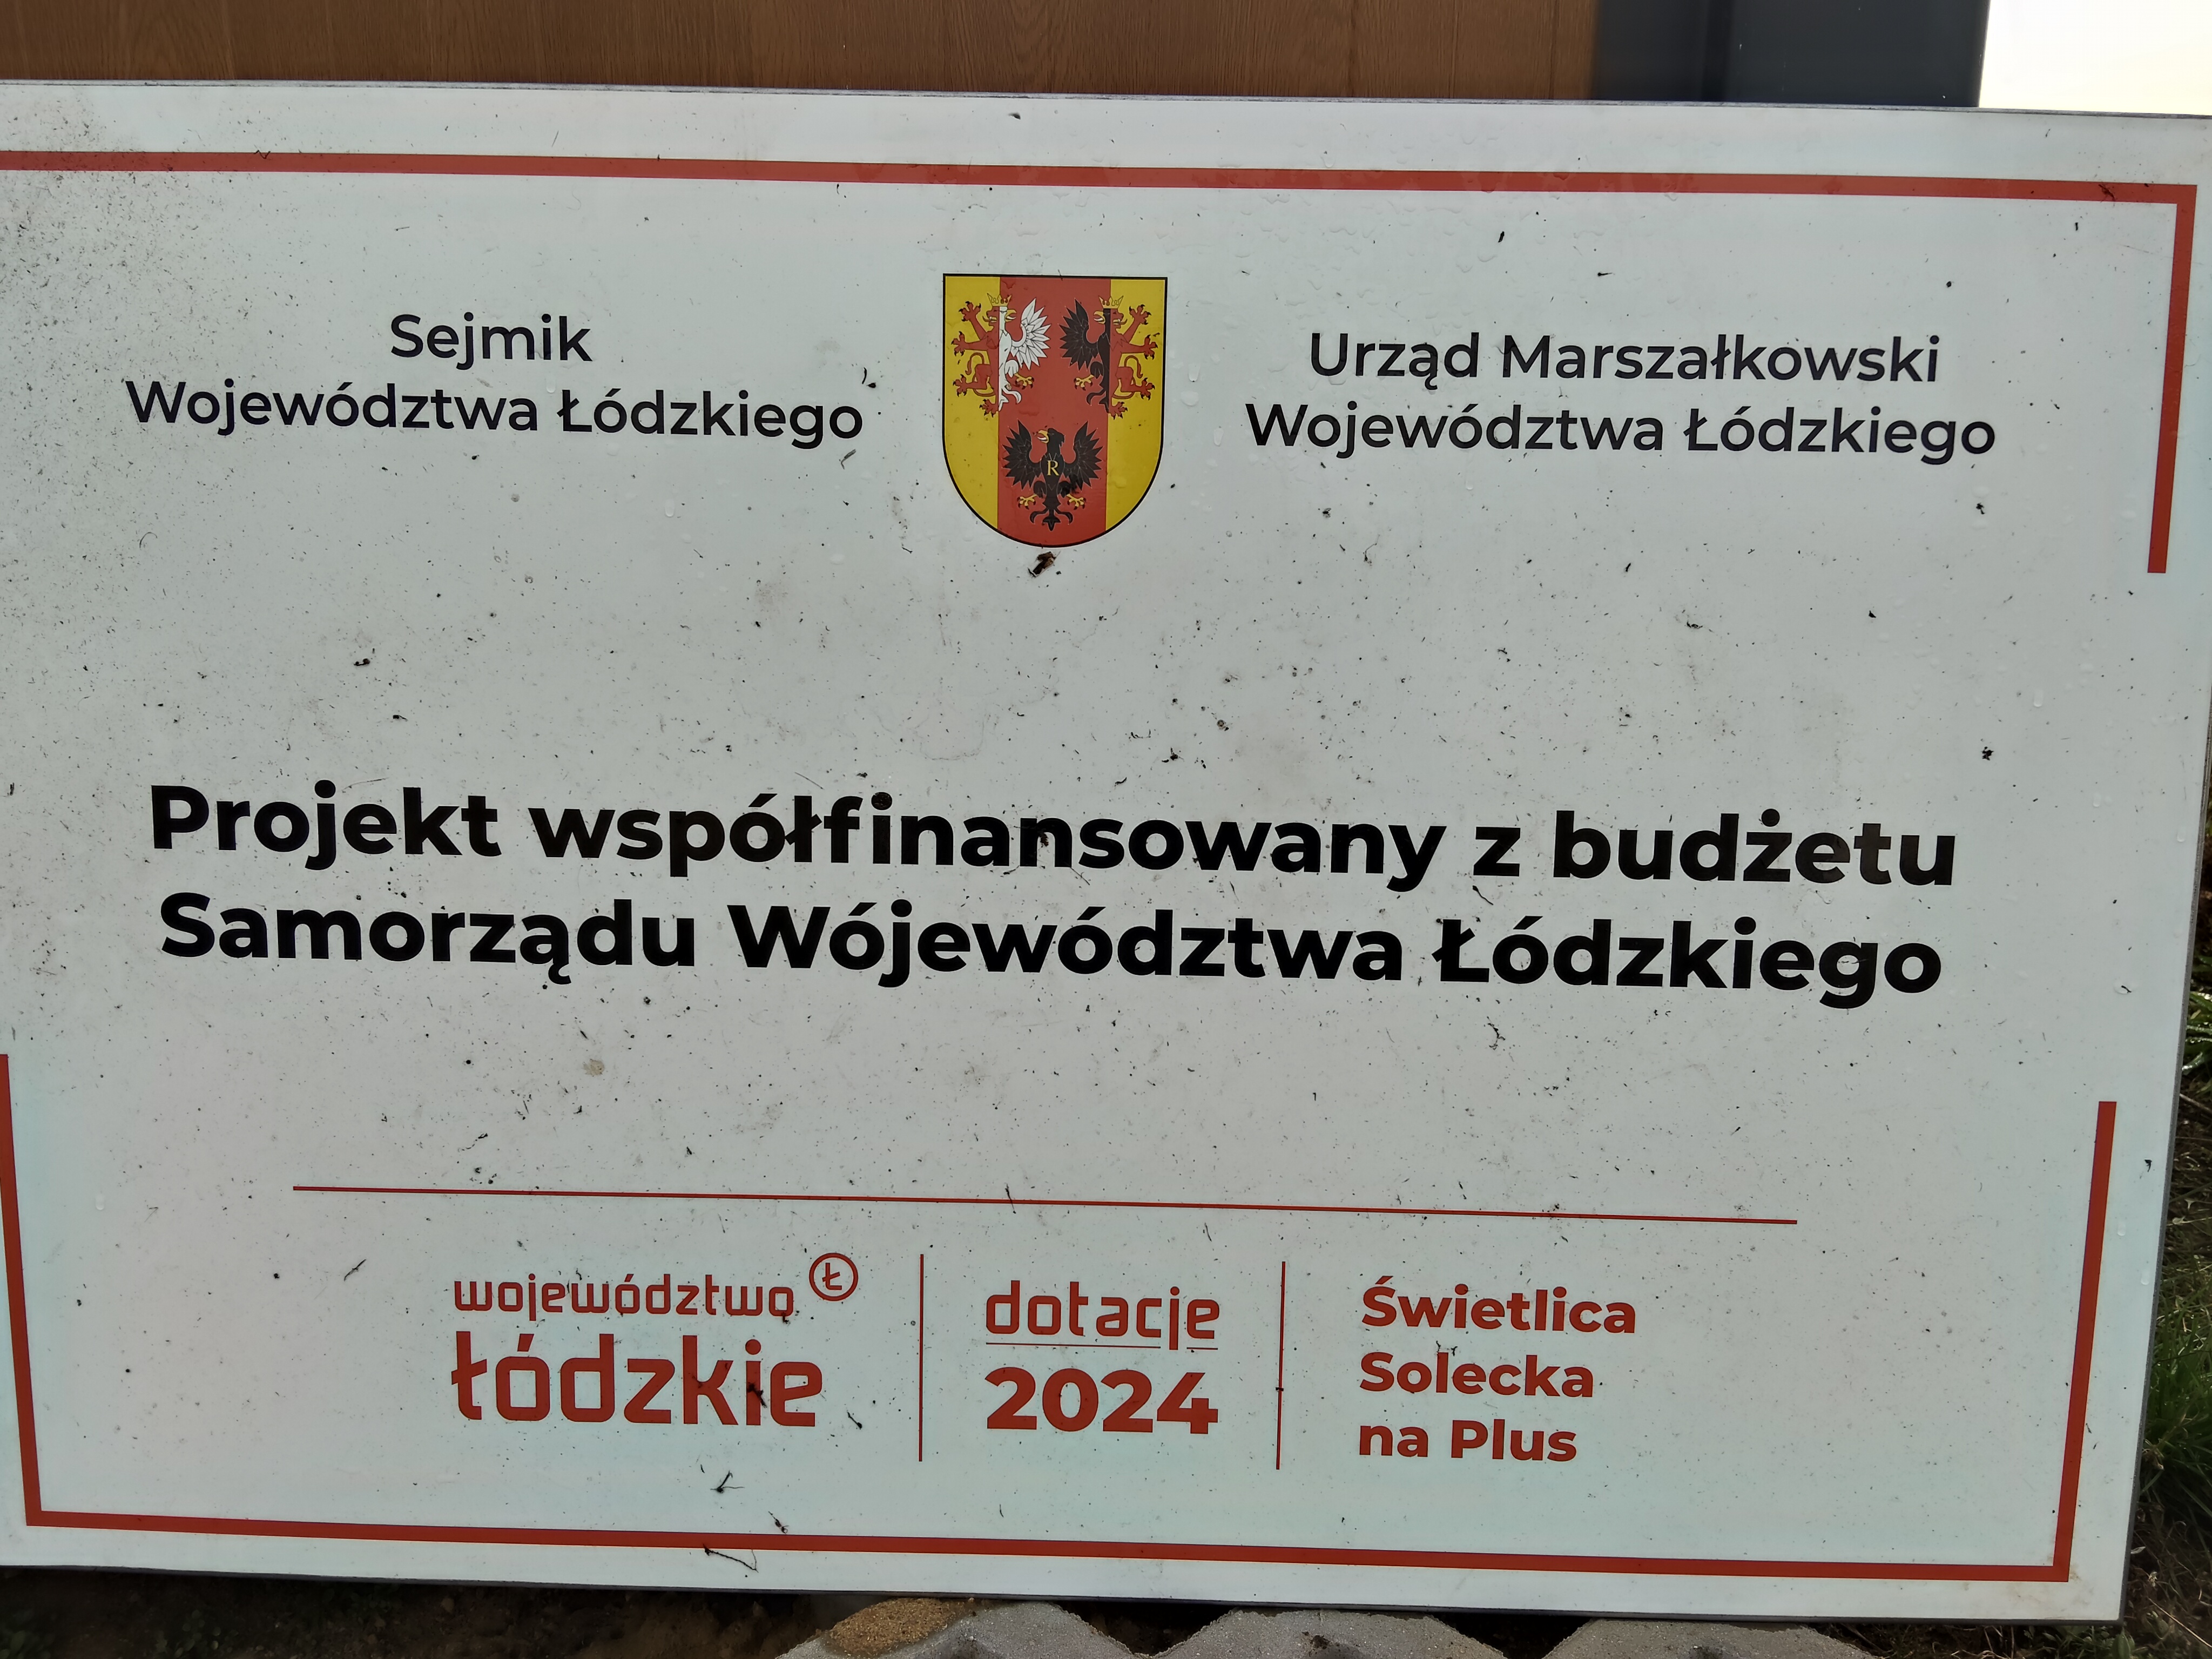 Sejmik
Województwa Łódzkiego
R
Urząd Marszałkowski
Województwa Łódzkiego
Projekt współfinansowany z budżetu
Samorządu Wójewództwa Łódzkiego
województwo Ł
łódzkie
dotacje
2024
Świetlica
Solecka
na Plus